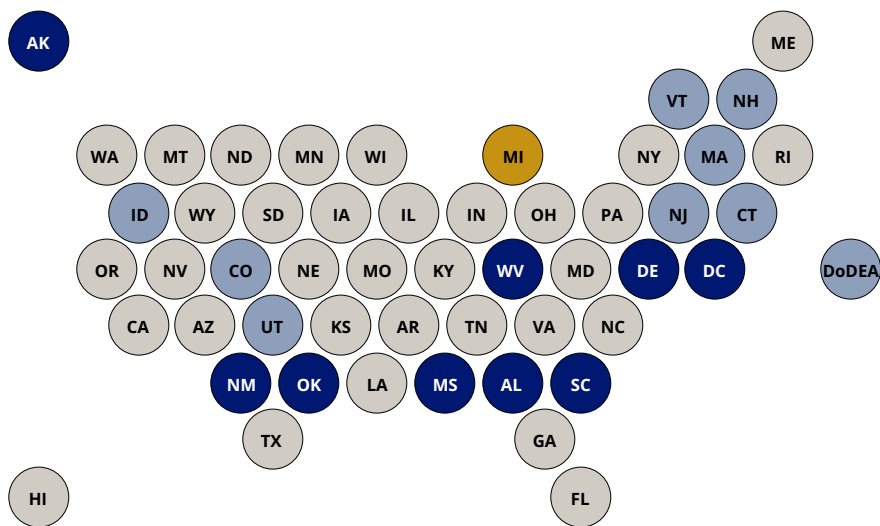 AK
ME
VT NH
WA MT ND MN WI MI NY MA RI
ID WY SD IA IL IN OH PA NJ CT
OR NV CO NE MO KY WV MD DE DC DoDEA
CA AZ UT KS AR TN VA NC
NM OK LA MS AL SC
TX GA
HI FL